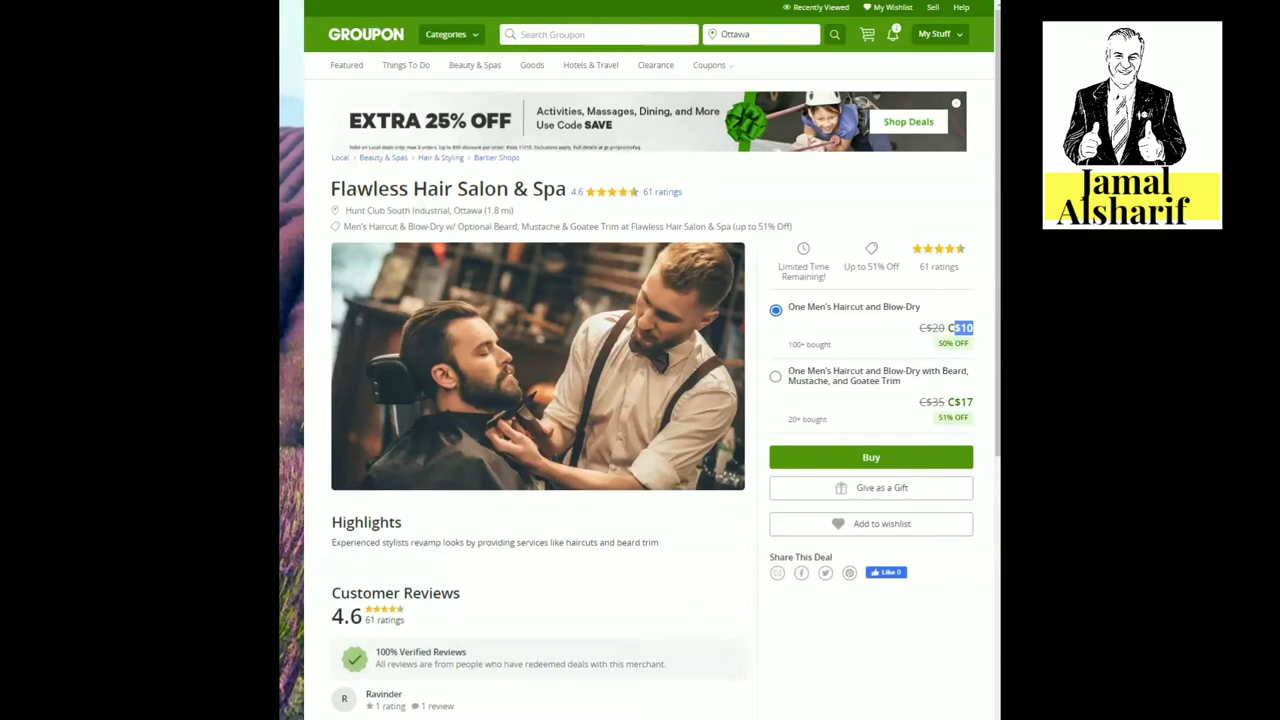 Recently Viewed My Wishlist Sell Help
GROUPON Categories Search Groupon Ottawa 2 My Stuff
Featured Things To Do Beauty & Spas Goods Hotels & Travel Clearance Coupons
EXTRA 25% OFF
Activities, Massages, Dining, and More
Use Code SAVE
Shop Deals
Local › Beauty & Spas › Hair & Styling › Barber Shops
Flawless Hair Salon & Spa 4.6 61 ratings
Hunt Club South Industrial, Ottawa (1.8 mi)
Men's Haircut & Blow-Dry w/ Optional Beard, Mustache & Goatee Trim at Flawless Hair Salon & Spa (up to 51% Off)
Limited Time
Remaining!
Up to 51% Off
61 ratings
One Men's Haircut and Blow-Dry
C$20 C$10
100+ bought
50% OFF
One Men's Haircut and Blow-Dry with Beard,
Mustache, and Goatee Trim
C$35 C$17
20+ bought
51% OFF
Buy
Give as a Gift
Add to wishlist
Share This Deal
Like 0
Highlights
Experienced stylists revamp looks by providing services like haircuts and beard trim
Customer Reviews
4.6
61 ratings
100% Verified Reviews
All reviews are from people who have redeemed deals with this merchant.
R
Ravinder
1 rating 1 review
Jamal
Alsharif